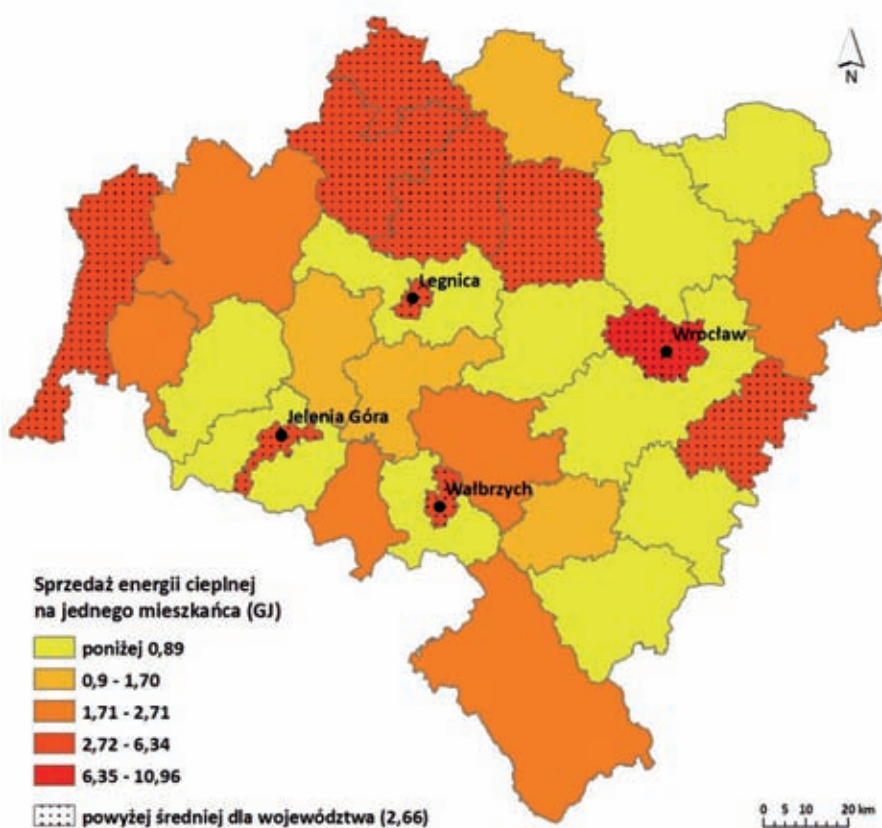 N
Legnica
Wrocław
Jelenia Góra
Wałbrzych
Sprzedaż energii cieplnej
na jednego mieszkańca (GJ)
poniżej 0,89
0,9 - 1,70
1,71 - 2,71
2,72 - 6,34
6,35 - 10,96
powyżej średniej dla województwa (2,66)
0 5 10 20 km